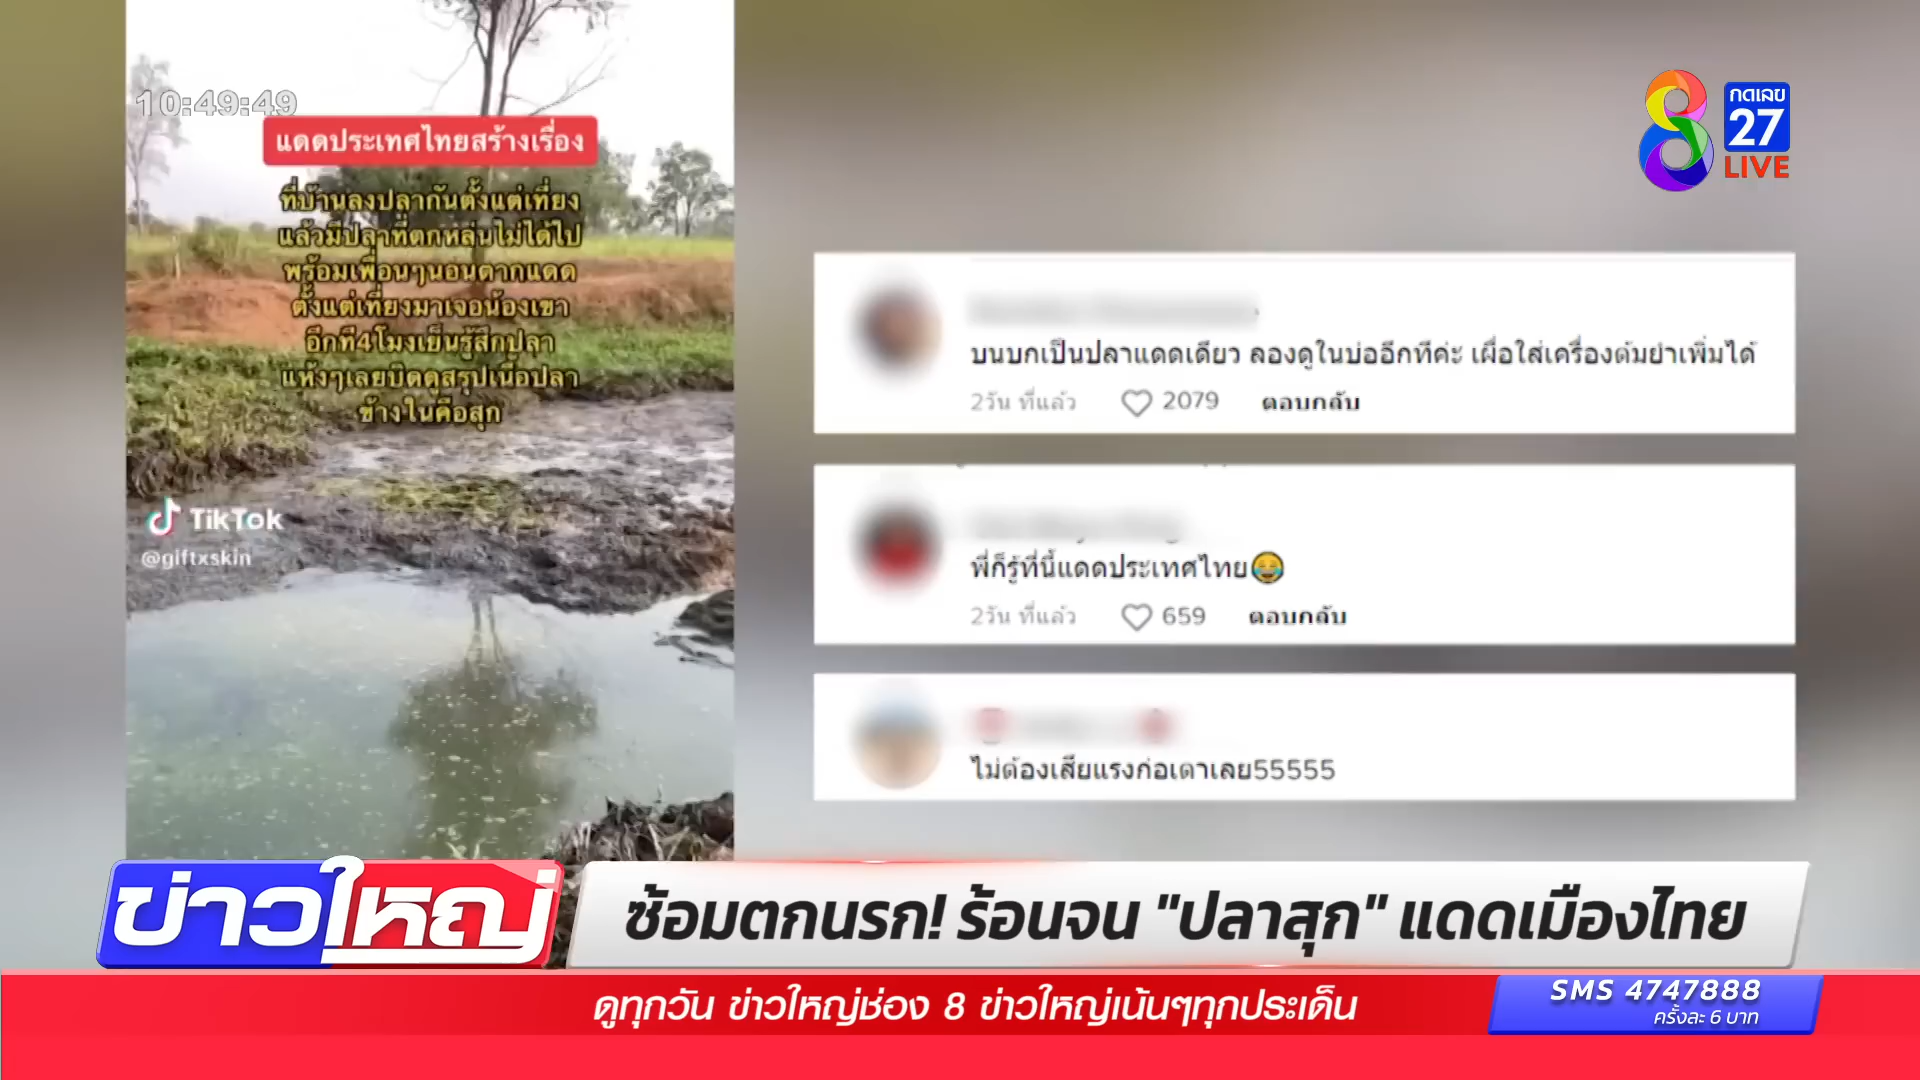 10:49:49
แดดประเทศไทยสร้างเรื่อง
ที่บ้านลงปลากันตั้งแต่เที่ยง
แล้วมีปลาที่ตกหล่นไม่ได้ไป
พร้อมเพื่อนๆนอนตากแดด
ตั้งแต่เที่ยงมาเจอน้องเขา
อีกที4โมงเย็นรู้สึกปลา
แห้งๆเลยบิดดูสรุปเนื้อปลา
ข้างในคือสุก
TikTok
@giftxskin
กดเลข
27
LIVE
บนบกเป็นปลาแดดเดียว ลองดูในบ่ออีกทีค่ะ เผื่อใส่เครื่องต้มยำเพิ่มได้
2วัน ที่แล้ว 2079 ตอบกลับ
พี่ก็รู้ที่นี้แดดประเทศไทย😂
2วัน ที่แล้ว 659 ตอบกลับ
ไม่ต้องเสียแรงก่อเตาเลย55555
ข่าวใหญ่
ซ้อมตกนรก! ร้อนจน "ปลาสุก" แดดเมืองไทย
ดูทุกวัน ข่าวใหญ่ช่อง 8 ข่าวใหญ่เน้นๆทุกประเด็น
SMS 4747888
ครั้งละ 6 บาท